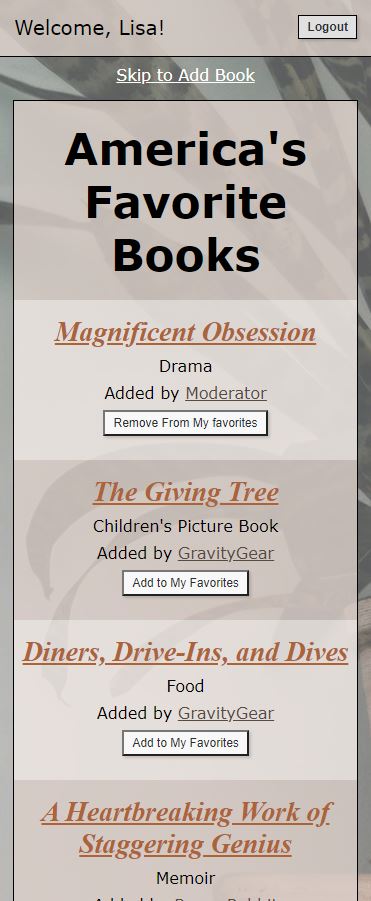 Welcome, Lisa!
Logout
Skip to Add Book
America's
Favorite
Books
Magnificent Obsession
Drama
Added by Moderator
Remove From My favorites
The Giving Tree
Children's Picture Book
Added by GravityGear
Add to My Favorites
Diners, Drive-Ins, and Dives
Food
Added by GravityGear
Add to My Favorites
A Heartbreaking Work of
Staggering Genius
Memoir
Added by